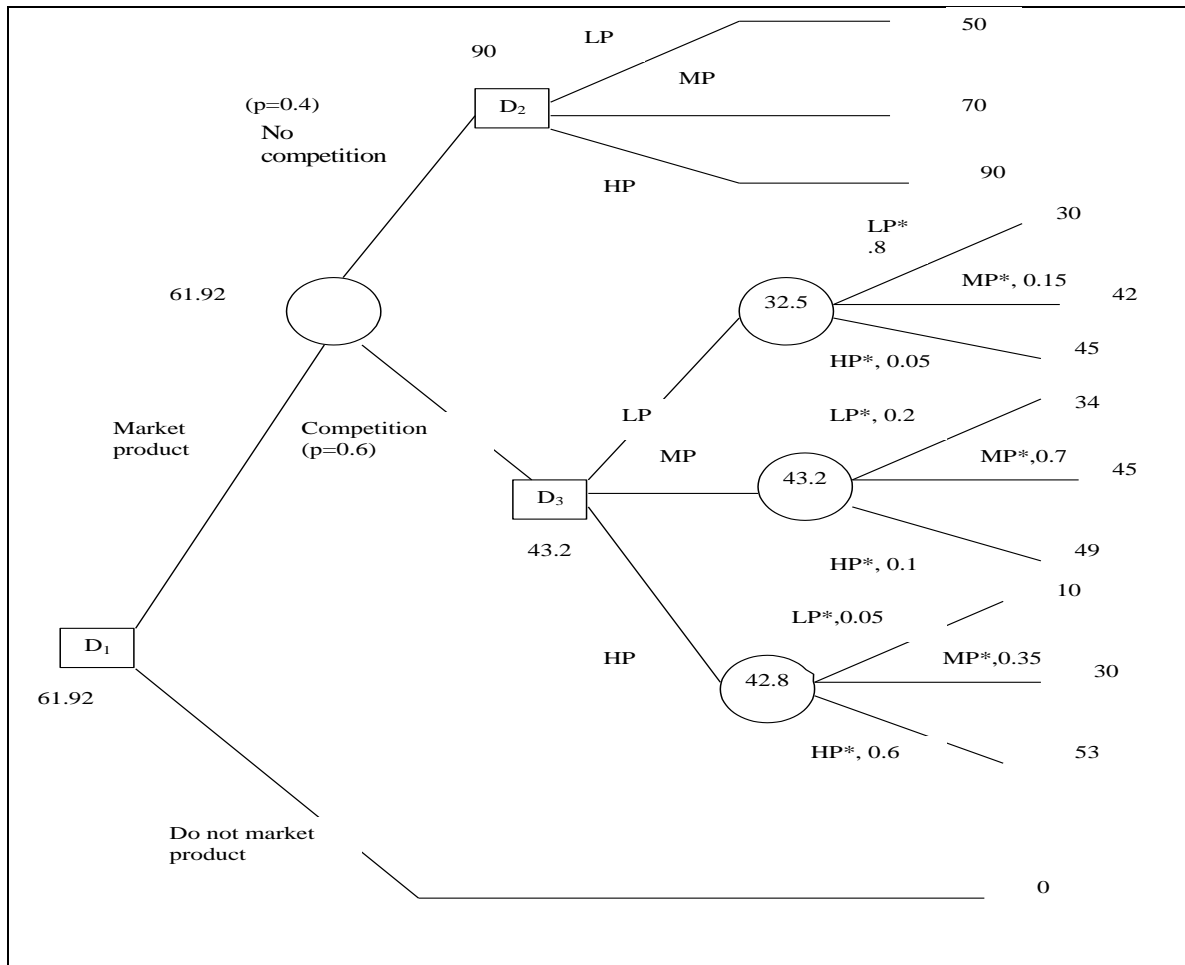 50
LP
90
MP
(p=0.4)
D2
70
No
competition
HP
90
LP*
.8
30
61.92
32.5
MP*, 0.15
42
HP*, 0.05
45
LP
LP*, 0.2
34
Market
product
Competition
(p=0.6)
MP
MP*,0.7
45
D3
43.2
43.2
HP*, 0.1
49
LP*,0.05
10
D1
HP
MP*,0.35
30
61.92
42.8
HP*, 0.6
53
Do not market
product
0